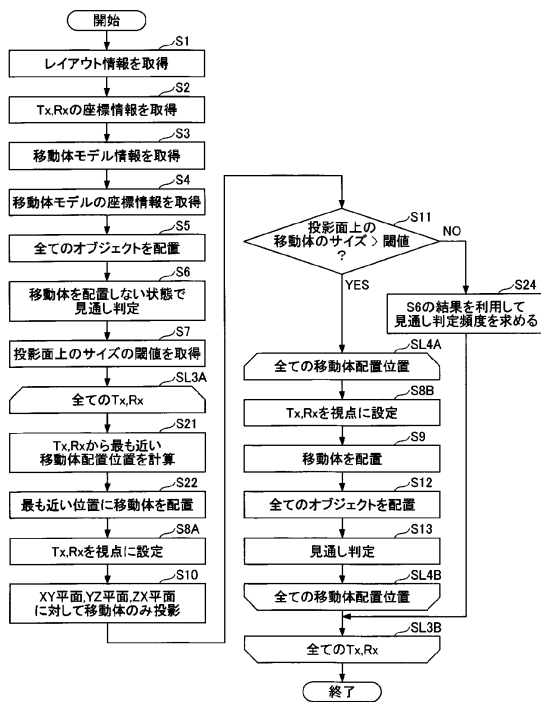 開始
S1
レイアウト情報を取得
S2
Tx,Rxの座標情報を取得
S3
移動体モデル情報を取得
S4
移動体モデルの座標情報を取得
S5
全てのオブジェクトを配置
S6
移動体を配置しない状態で
見通し判定
S7
投影面上のサイズの閾値を取得
SL3A
全てのTx,Rx
S21
Tx,Rxから最も近い
移動体配置位置を計算
S22
最も近い位置に移動体を配置
S8A
Tx,Rxを視点に設定
S10
XY平面,YZ平面,ZX平面
に対して移動体のみ投影
S11
投影面上の
移動体のサイズ > 閾値
?
NO
YES
S24
S6の結果を利用して
見通し判定頻度を求める
SL4A
全ての移動体配置位置
S8B
Tx,Rxを視点に設定
S9
移動体を配置
S12
全てのオブジェクトを配置
S13
見通し判定
SL4B
全ての移動体配置位置
SL3B
全てのTx,Rx
終了